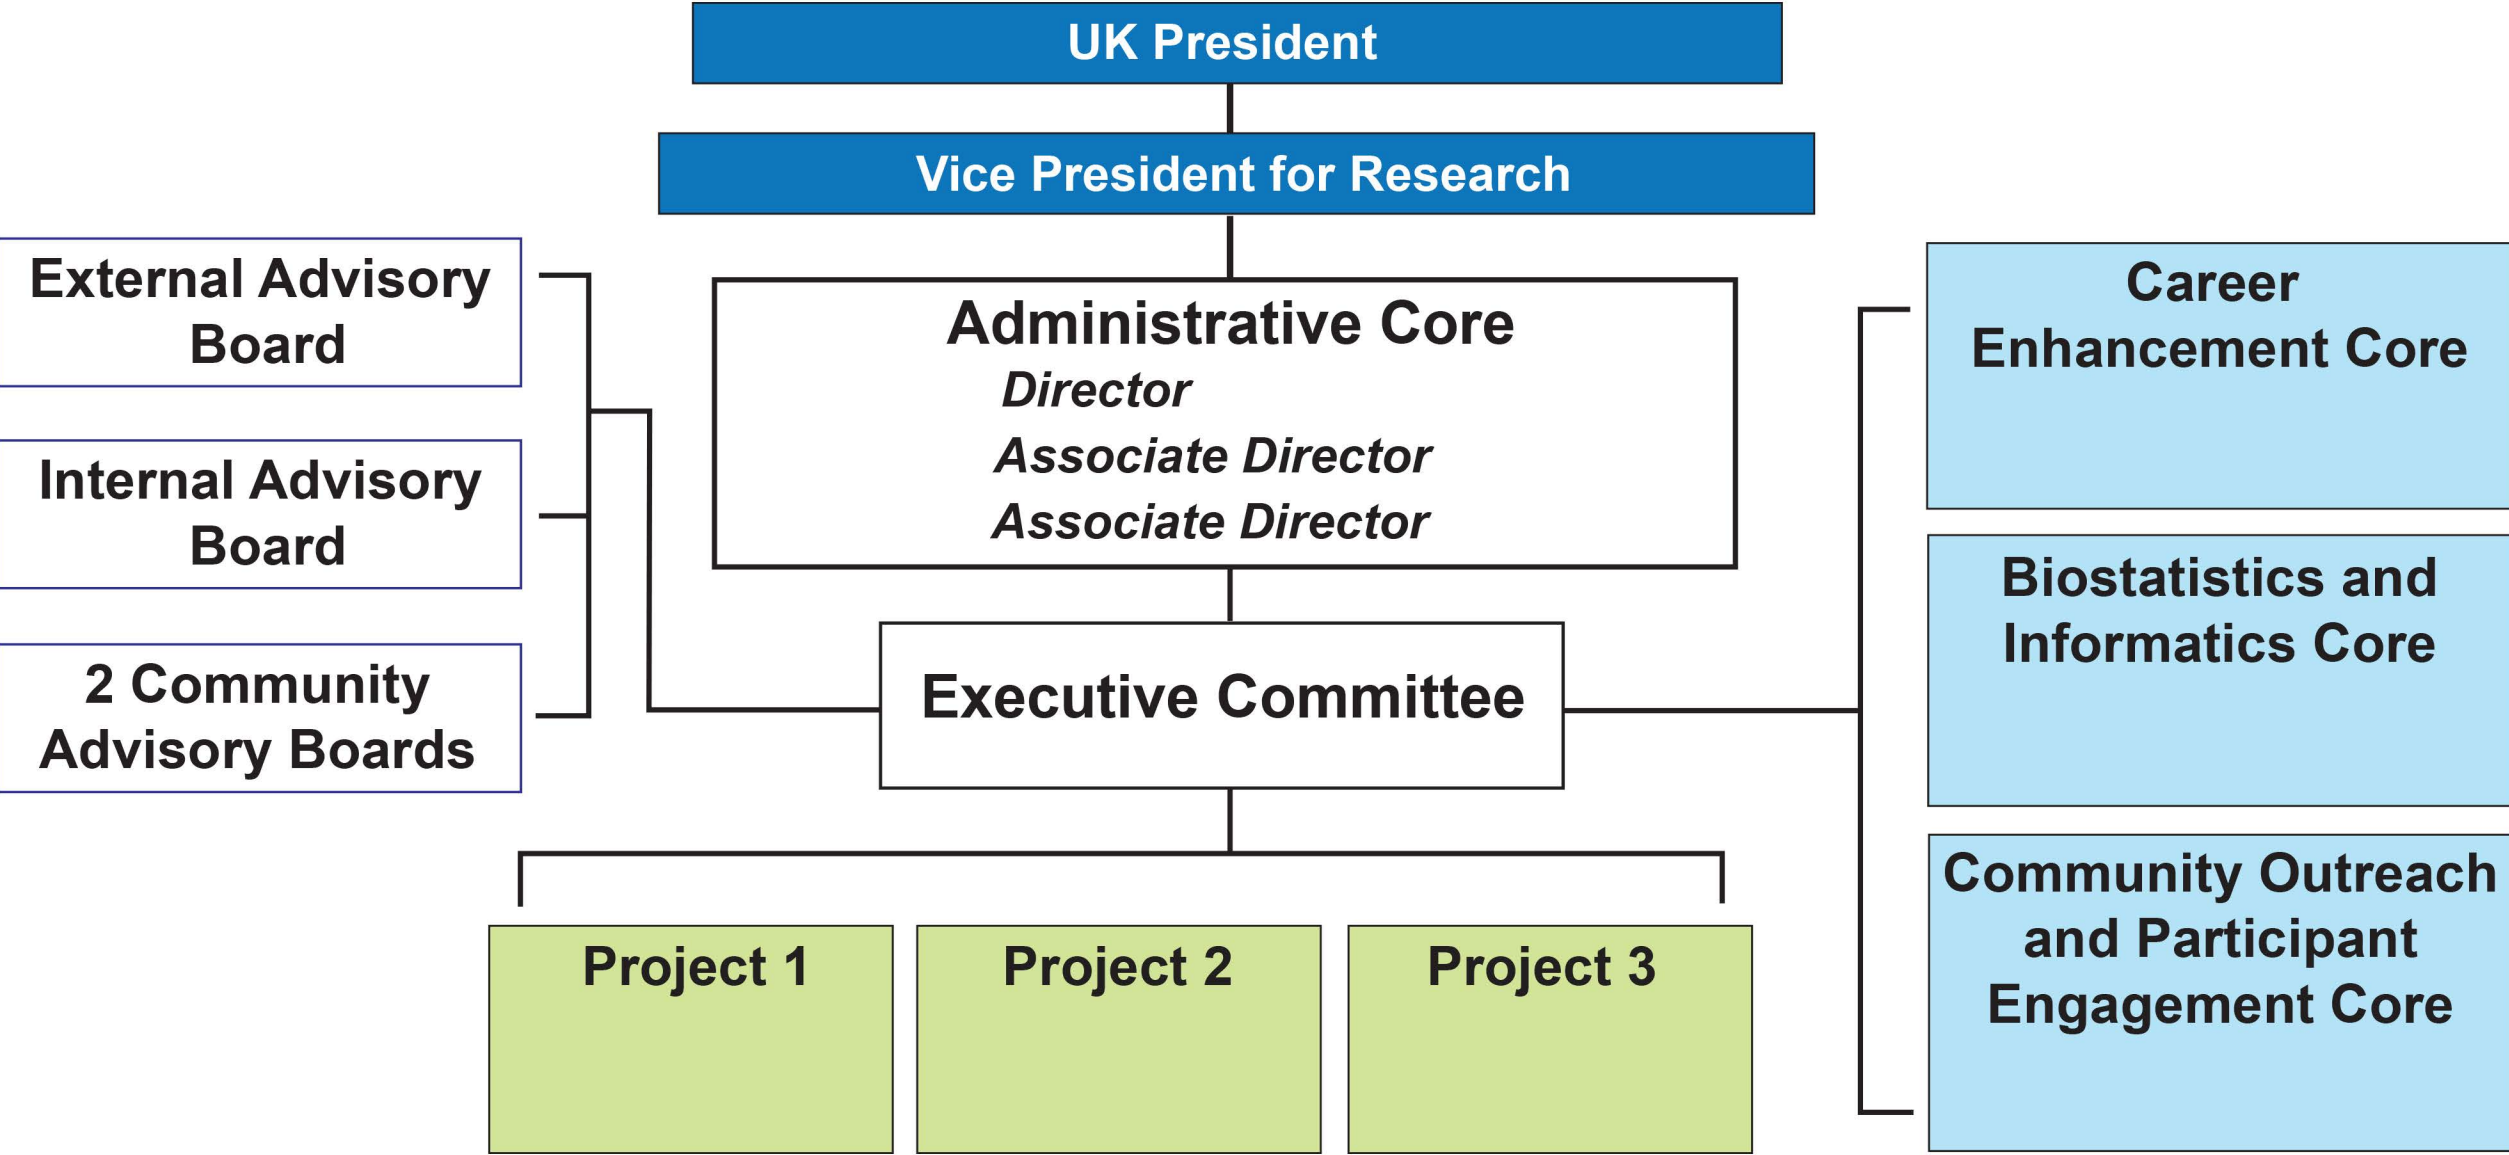 UK President
Vice President for Research
External Advisory
Board
Internal Advisory
Board
2 Community
Advisory Boards
Administrative Core
Director
Associate Director
Associate Director
Executive Committee
Career
Enhancement Core
Biostatistics and
Informatics Core
Community Outreach
and Participant
Engagement Core
Project 1
Project 2
Project 3